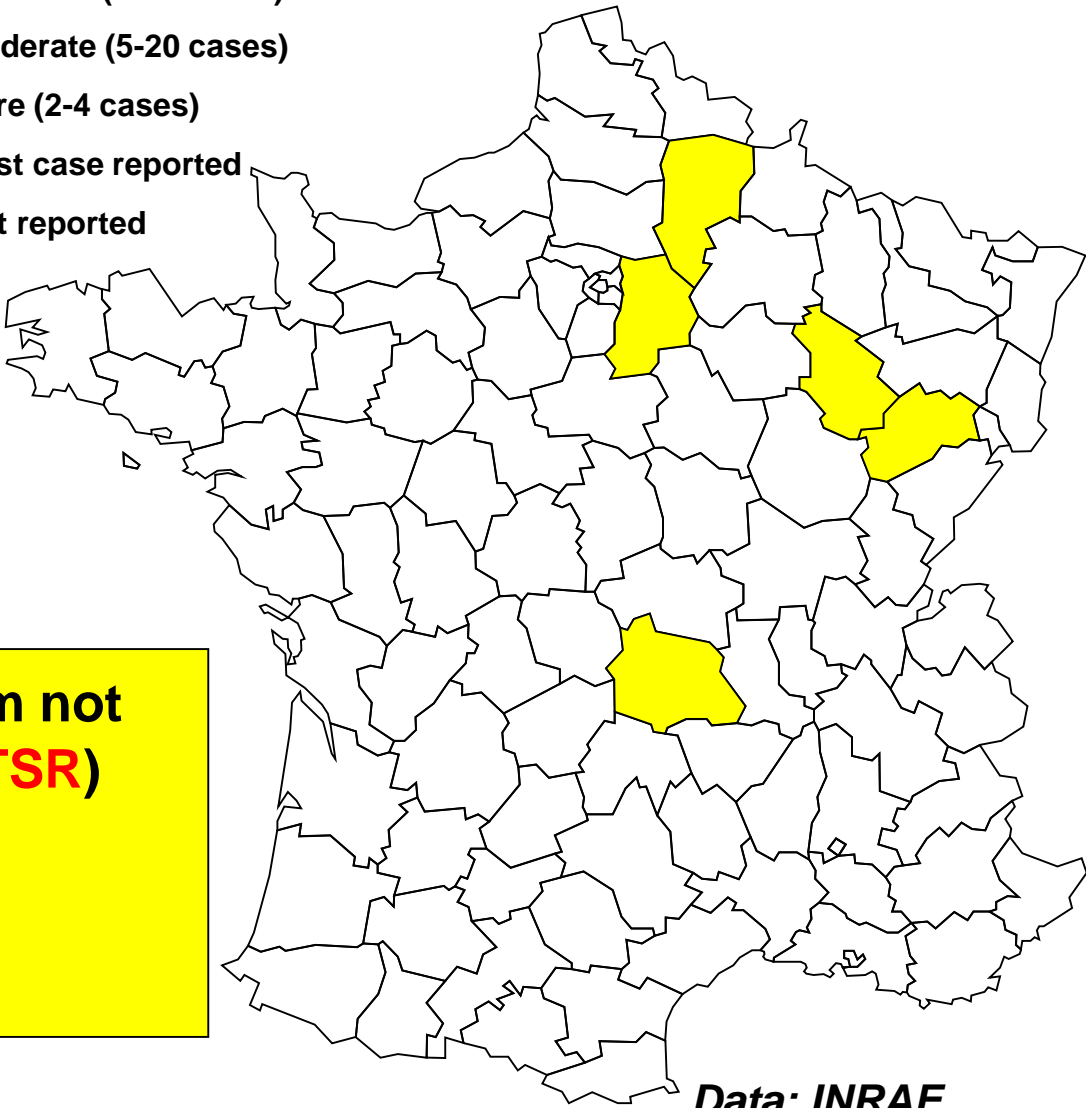 derate (5-20 cases)
re (2-4 cases)
st case reported
t reported
m not
TSR)
Data: INRAE